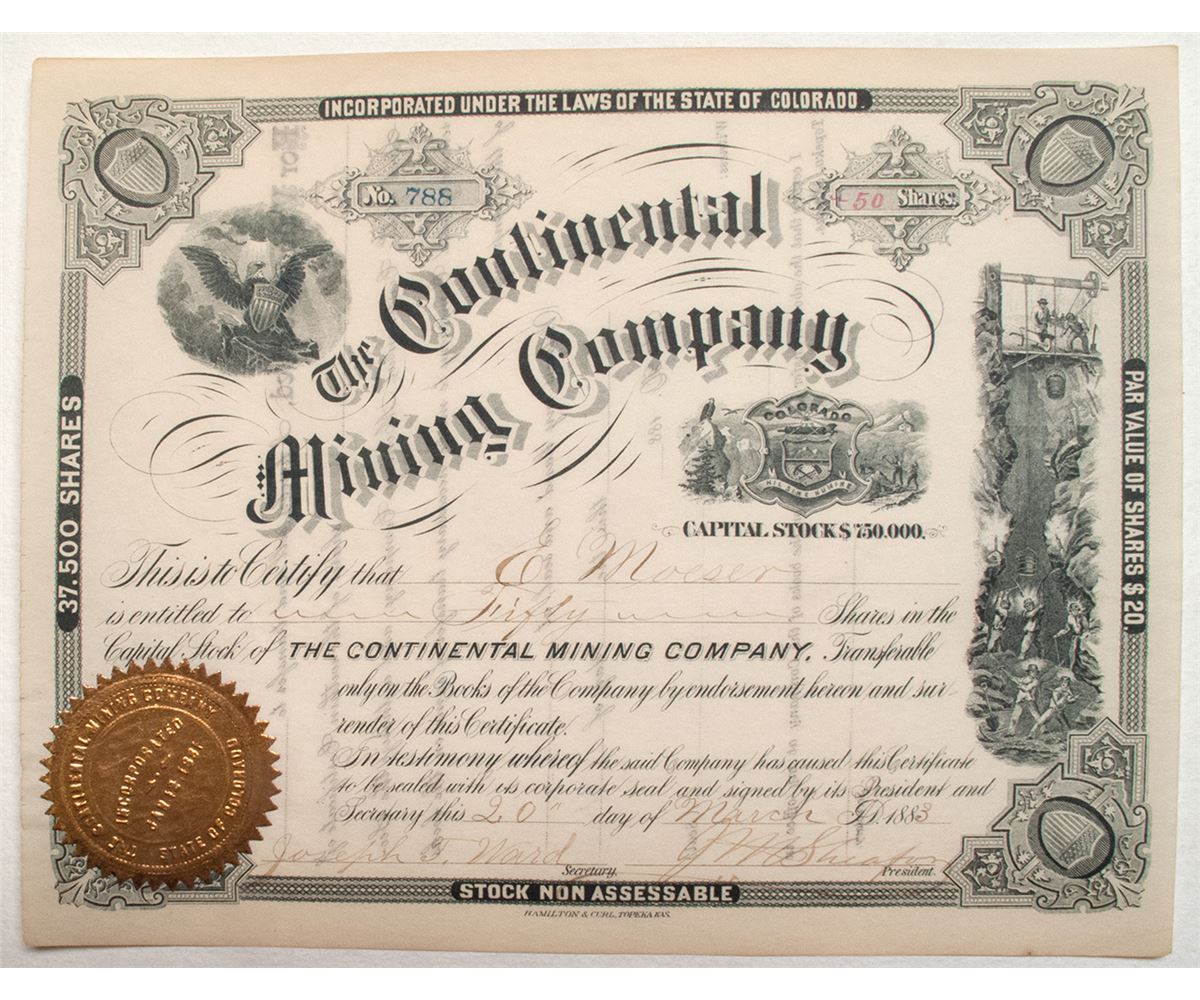 INCORPORATED UNDER THE LAWS OF THE STATE OF COLORADO.
No. 788
50 Shares.
The Continental
Mining Company
COLORADO
NIL SINE NUMINE
CAPITAL STOCK $750.000.
37.500 SHARES
PAR VALUE OF SHARES $20
This is to Certify that E Moeser
is entitled to Fifty Shares in the
Capital Stock of THE CONTINENTAL MINING COMPANY, Transferable
only on the Books of the Company by endorsement hereon and sur-
render of this Certificate.
In testimony whereof the said Company has caused this Certificate
to be sealed with its corporate seal and signed by its President and
Secretary this 20" day of March A.D. 1883
Joseph T. Ward
Secretary.
President.
THE CONTINENTAL MINING COMPANY
STATE OF COLORADO
INCORPORATED
STOCK NON ASSESSABLE
HAMILTON & CURL, TOPEKA KAS.